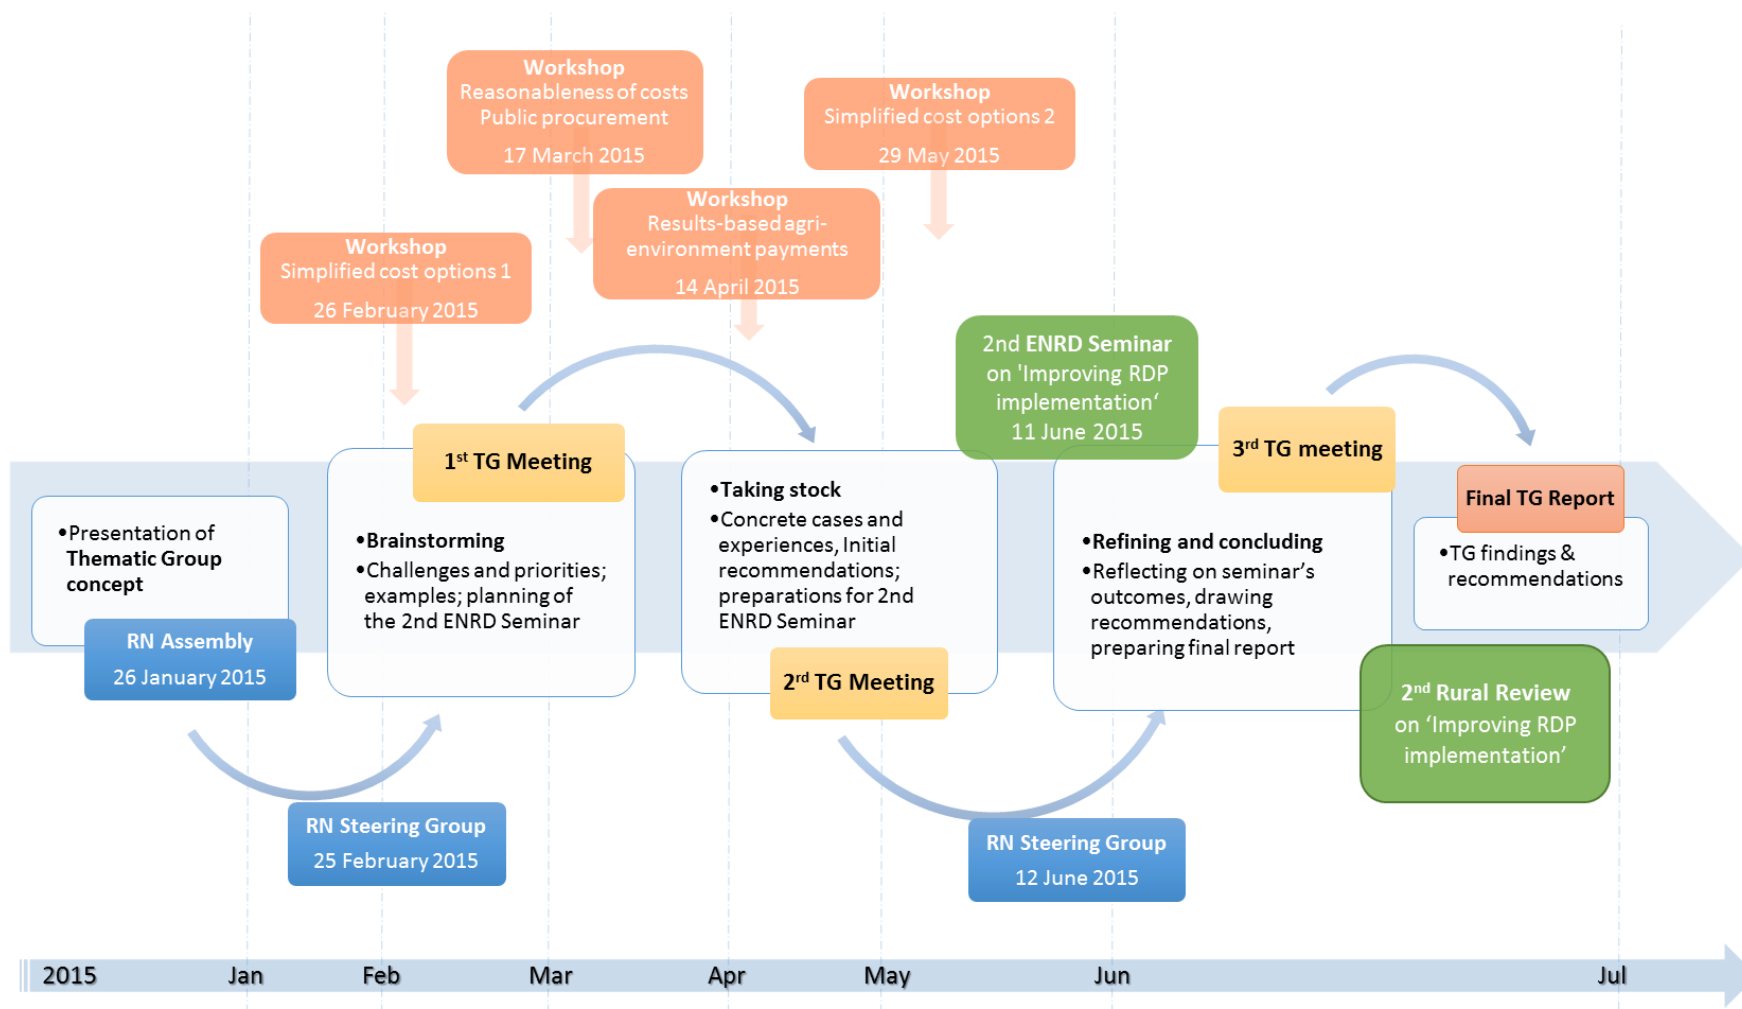 Workshop
Reasonableness of costs
Public procurement
17 March 2015
Workshop
Simplified cost options 2
29 May 2015
Workshop
Results-based agri-
environment payments
14 April 2015
Workshop
Simplified cost options 1
26 February 2015
2nd ENRD Seminar
on 'Improving RDP
implementation‘
11 June 2015
1st TG Meeting
3rd TG meeting
Final TG Report
•Presentation of
Thematic Group
concept
RN Assembly
26 January 2015
•Brainstorming
•Challenges and priorities;
examples; planning of
the 2nd ENRD Seminar
•Taking stock
•Concrete cases and
experiences, Initial
recommendations;
preparations for 2nd
ENRD Seminar
2rd TG Meeting
•Refining and concluding
•Reflecting on seminar’s
outcomes, drawing
recommendations,
preparing final report
•TG findings &
recommendations
2nd Rural Review
on ‘Improving RDP
implementation’
RN Steering Group
25 February 2015
RN Steering Group
12 June 2015
2015 Jan Feb Mar Apr May Jun Jul